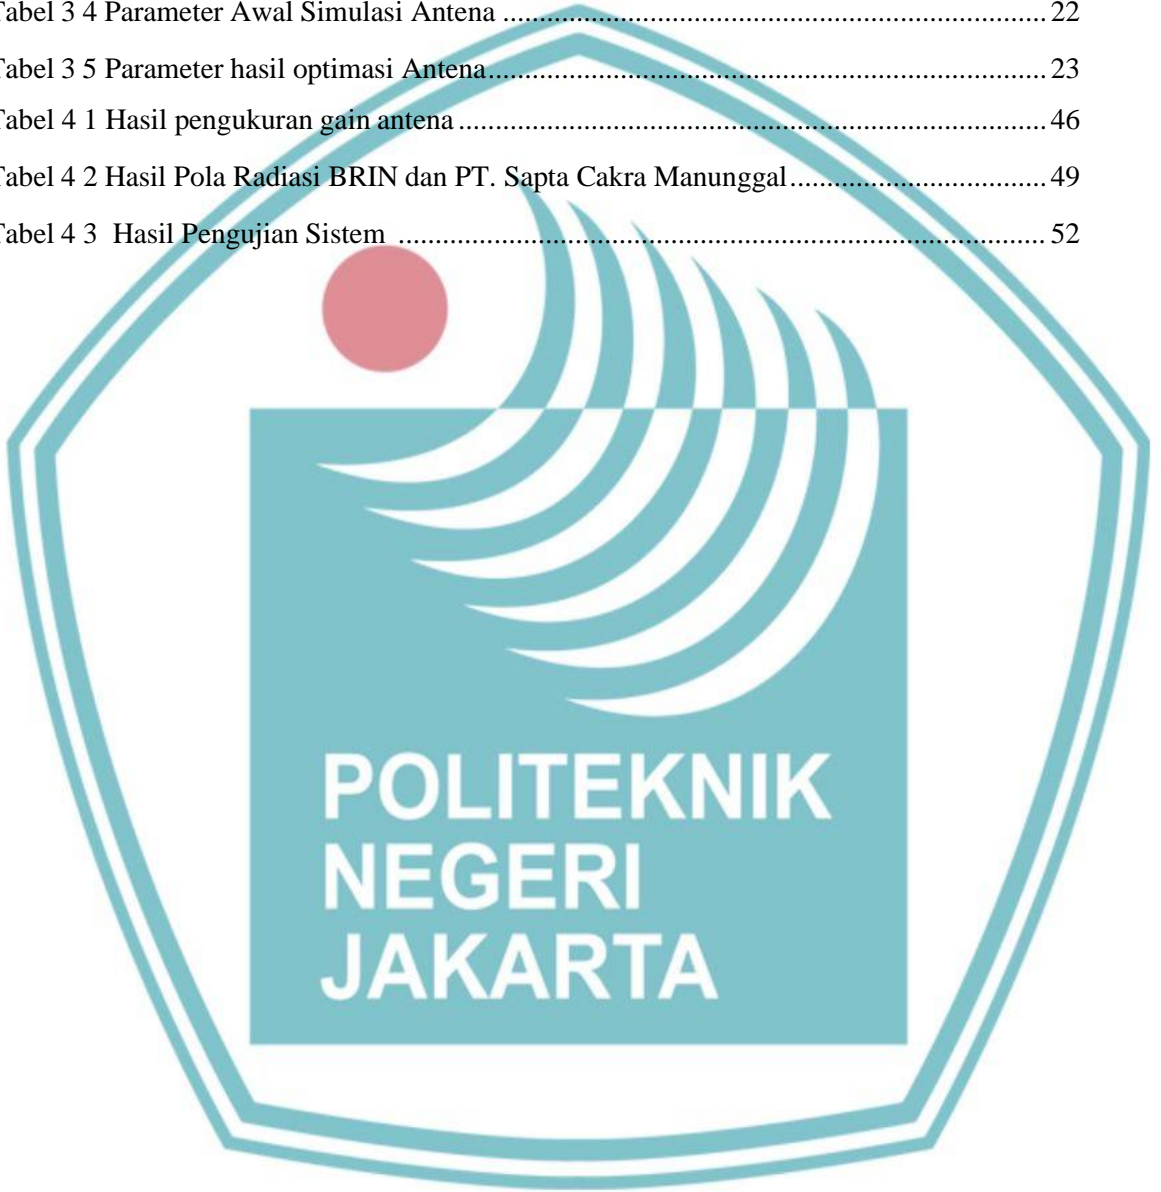 Tabel 3 4 Parameter Awal Simulasi Antena ........................................................................ 22
Tabel 3 5 Parameter hasil optimasi Antena........................................................................ 23
Tabel 4 1 Hasil pengukuran gain antena ........................................................................ 46
Tabel 4 2 Hasil Pola Radiasi BRIN dan PT. Sapta Cakra Manunggal................................ 49
Tabel 4 3  Hasil Pengujian Sistem ........................................................................ 52
POLITEKNIK
NEGERI
JAKARTA